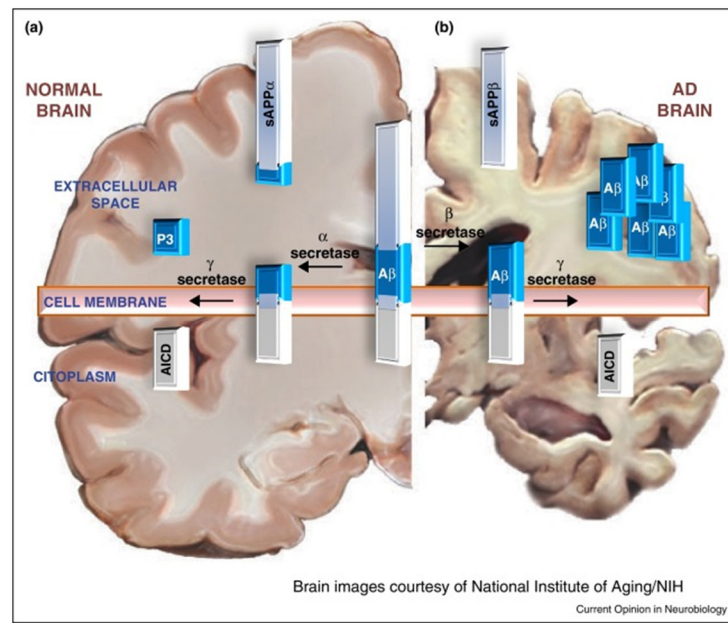 (a)
(b)
NORMAL
BRAIN
sAPPα
sAPPβ
AD
BRAIN
EXTRACELLULAR
SPACE
P3
α
secretase
γ
secretase
Aβ
β
secretase
Aβ
γ
secretase
Aβ
Aβ
Aβ
Aβ
Aβ
CELL MEMBRANE
AICD
CITOPLASM
AICD
Brain images courtesy of National Institute of Aging/NIH
Current Opinion in Neurobiology